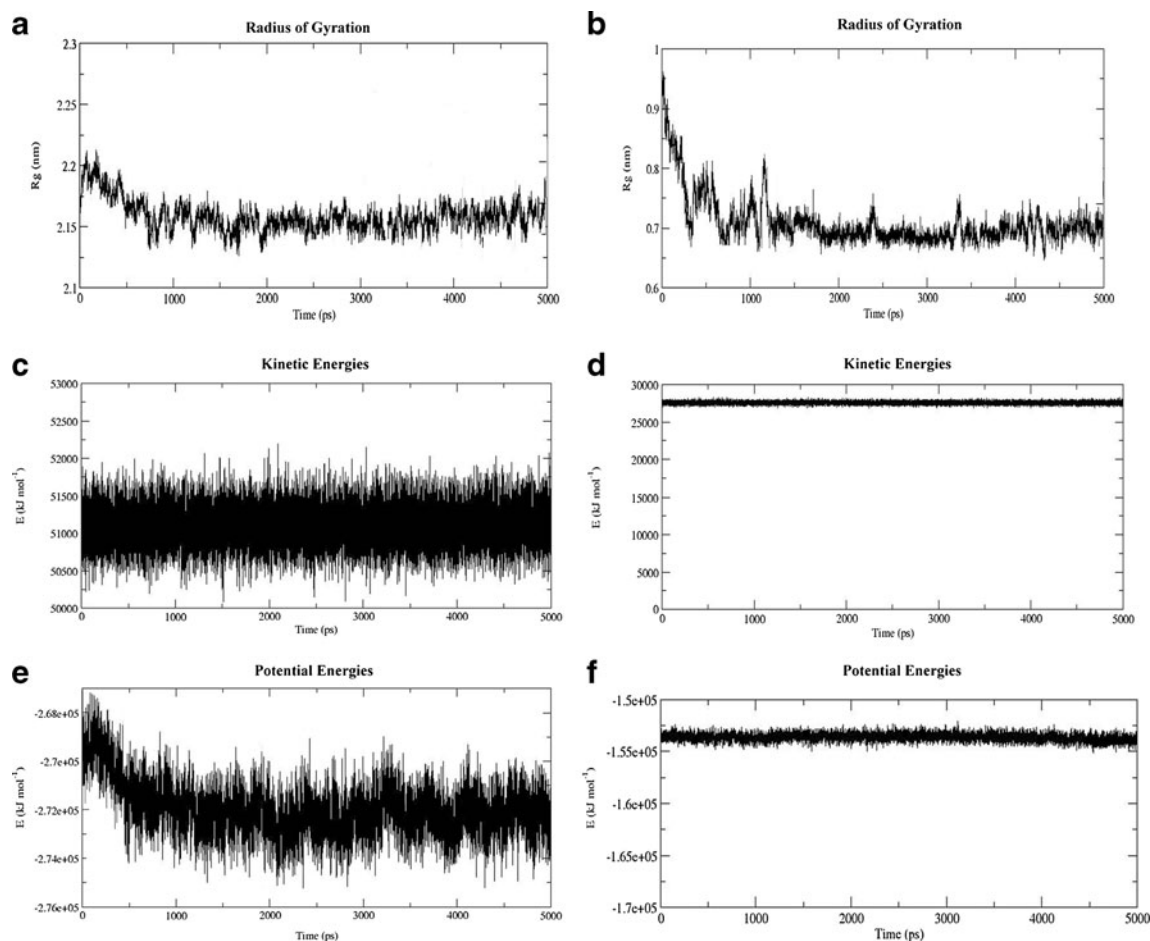 a
Radius of Gyration
2.3
2.25
2.2
2.15
2.1
Rg (nm)
0 1000 2000 3000 4000 5000
Time (ps)
b
Radius of Gyration
1
0.9
0.8
0.7
0.6
Rg (nm)
0 1000 2000 3000 4000 5000
Time (ps)
c
Kinetic Energies
53000
52500
52000
51500
51000
50500
50000
E (kJ mol⁻¹)
0 1000 2000 3000 4000 5000
Time (ps)
d
Kinetic Energies
30000
25000
20000
15000
10000
5000
0
E (kJ mol⁻¹)
0 1000 2000 3000 4000 5000
Time (ps)
e
Potential Energies
-2.68e+05
-2.7e+05
-2.72e+05
-2.74e+05
-2.76e+05
E (kJ mol⁻¹)
0 1000 2000 3000 4000 5000
Time (ps)
f
Potential Energies
-1.5e+05
-1.55e+05
-1.6e+05
-1.65e+05
-1.7e+05
E (kJ mol⁻¹)
0 1000 2000 3000 4000 5000
Time (ps)